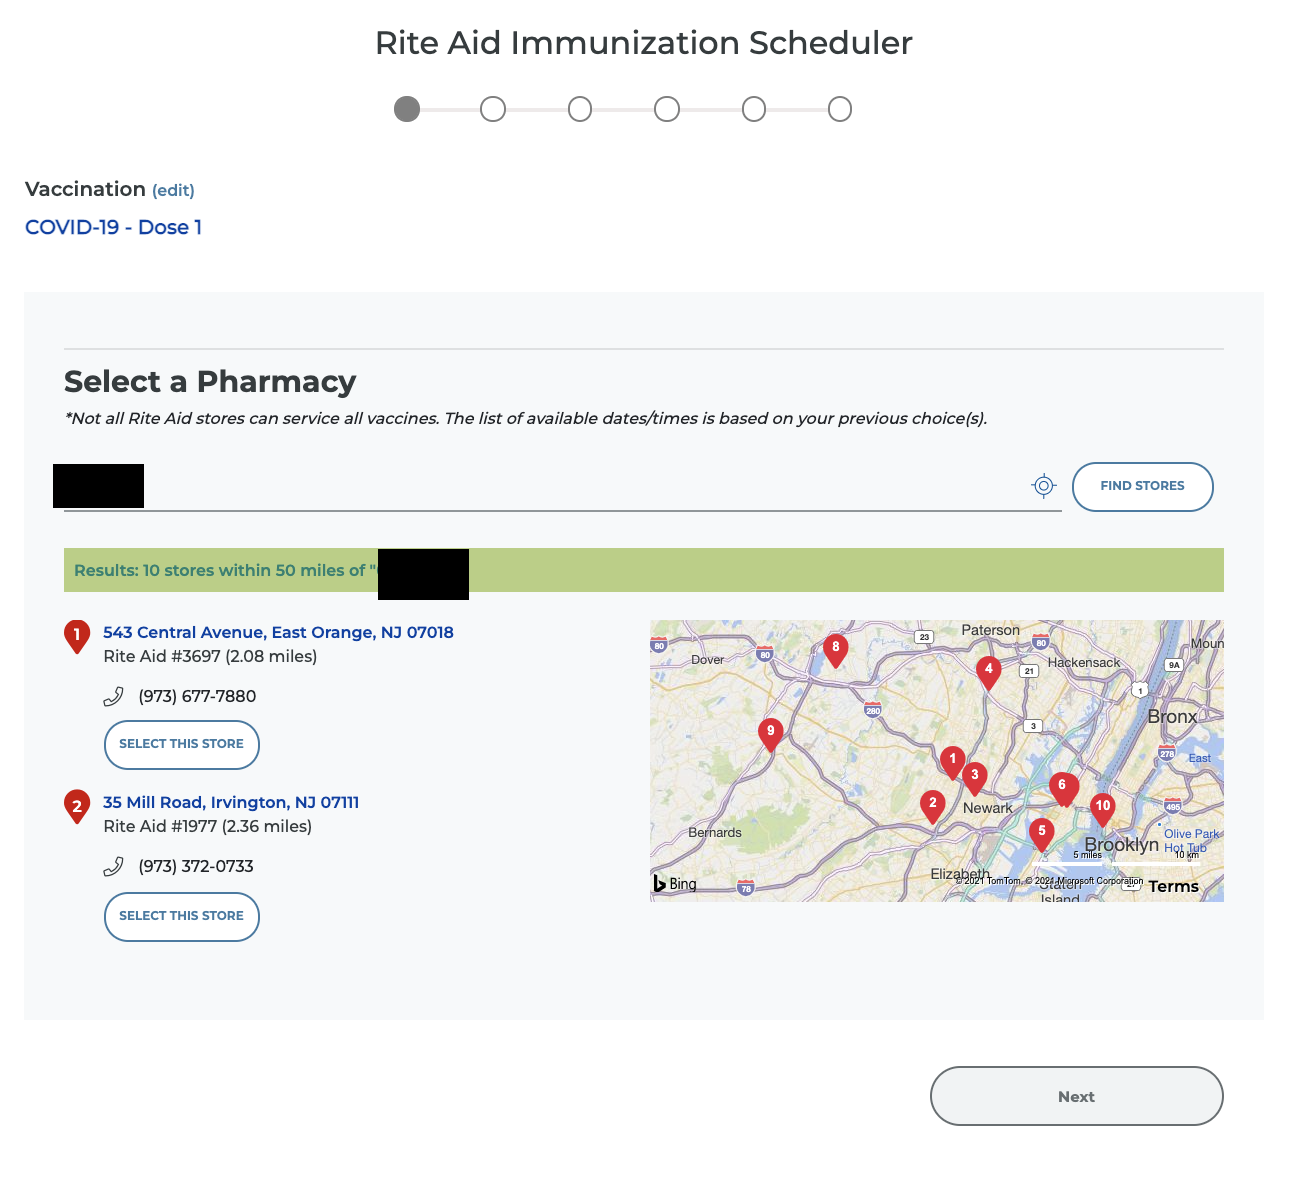 Rite Aid Immunization Scheduler
Vaccination (edit)
COVID-19 - Dose 1
Select a Pharmacy
*Not all Rite Aid stores can service all vaccines. The list of available dates/times is based on your previous choice(s).
FIND STORES
Results: 10 stores within 50 miles of "
1 543 Central Avenue, East Orange, NJ 07018
Rite Aid #3697 (2.08 miles)
(973) 677-7880
SELECT THIS STORE
2 35 Mill Road, Irvington, NJ 07111
Rite Aid #1977 (2.36 miles)
(973) 372-0733
SELECT THIS STORE
80
Dover
80
8
23
Paterson
80
Moun
4
21
Hackensack
9A
1
280
Bronx
9
3
278
East
1
3
6
2
Newark
10
495
5
Bernards
Brooklyn
Olive Park
Hot Tub
5 miles
10 km
Elizabeth
© 2021 TomTom, © 2021 Microsoft Corporation
Bing
78
Staten
Island
Terms
Next